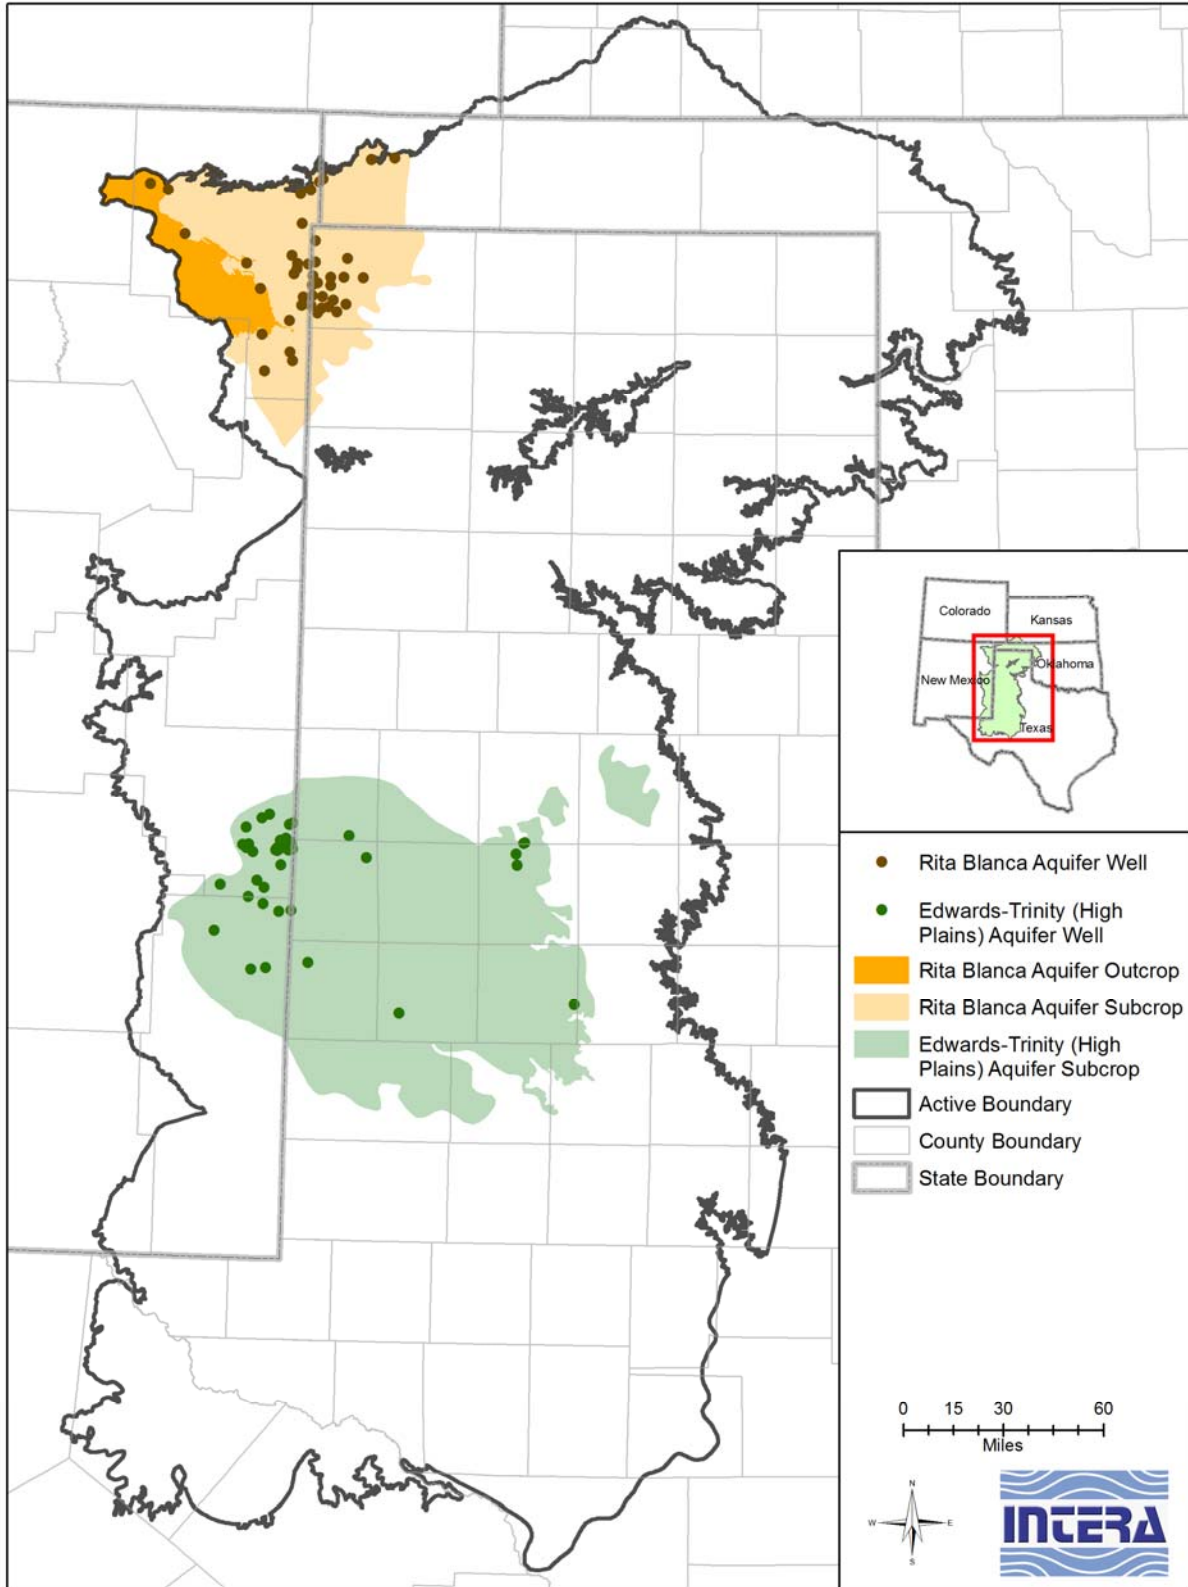 Colorado
Kansas
New Mexico
Oklahoma
Texas
Rita Blanca Aquifer Well
Edwards-Trinity (High
Plains) Aquifer Well
Rita Blanca Aquifer Outcrop
Rita Blanca Aquifer Subcrop
Edwards-Trinity (High
Plains) Aquifer Subcrop
Active Boundary
County Boundary
State Boundary
0 15 30 60
Miles
N
W E
S
INTERA